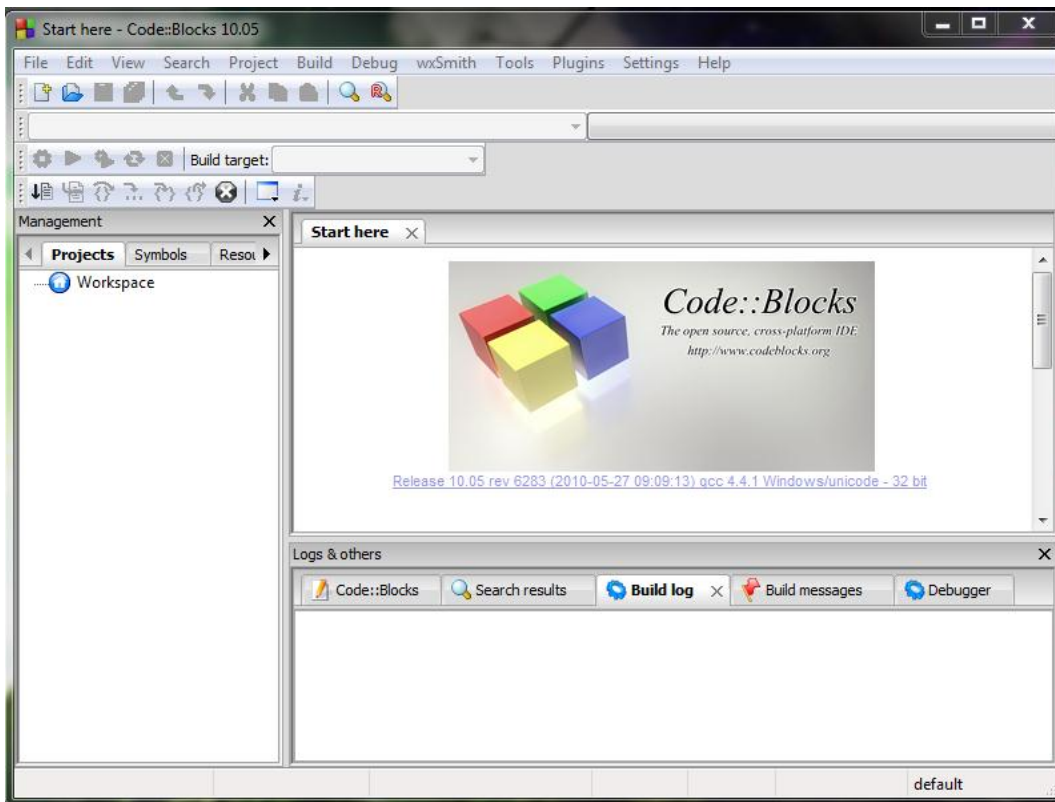 Start here - Code::Blocks 10.05
File Edit View Search Project Build Debug wxSmith Tools Plugins Settings Help
Build target:
Management
Projects Symbols Resou
Workspace
Start here
Code::Blocks
The open source, cross-platform IDE
http://www.codeblocks.org
Release 10.05 rev 6283 (2010-05-27 09:09:13) gcc 4.4.1 Windows/unicode - 32 bit
Logs & others
Code::Blocks Search results Build log Build messages Debugger
default